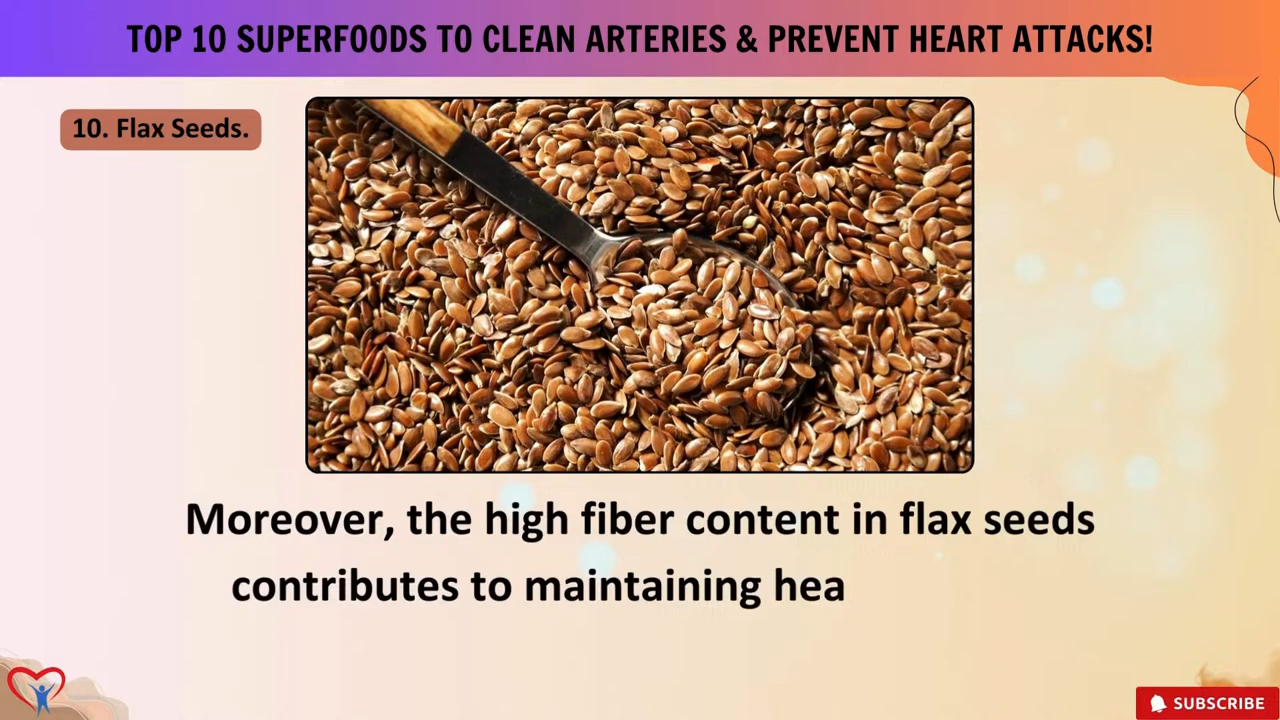 TOP 10 SUPERFOODS TO CLEAN ARTERIES & PREVENT HEART ATTACKS!
10. Flax Seeds.
Moreover, the high fiber content in flax seeds
contributes to maintaining hea
SUBSCRIBE